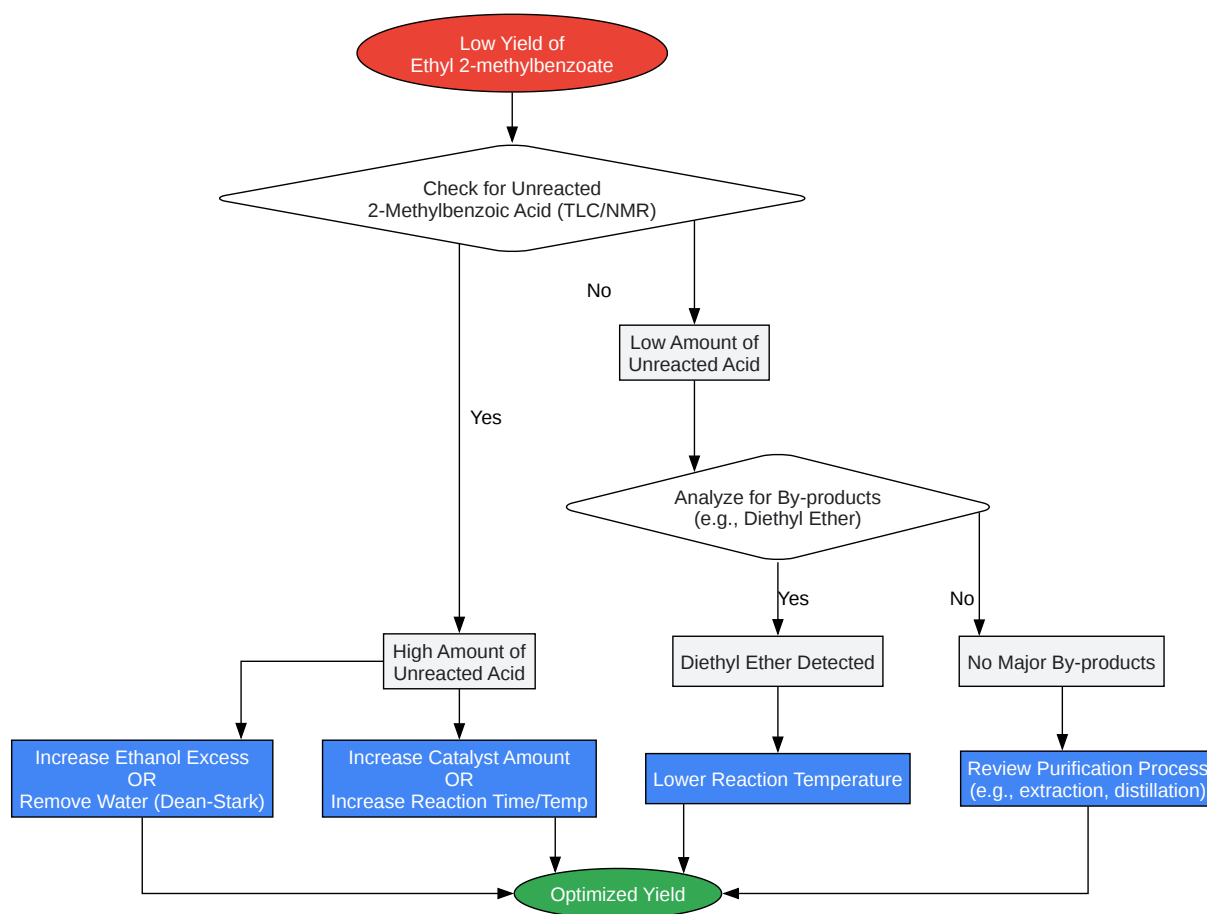 Low Yield of
Ethyl 2-methylbenzoate
Check for Unreacted
2-Methylbenzoic Acid (TLC/NMR)
No
Low Amount of
Unreacted Acid
Yes
Analyze for By-products
(e.g., Diethyl Ether)
Yes
No
High Amount of
Unreacted Acid
Diethyl Ether Detected
No Major By-products
Increase Ethanol Excess
OR
Remove Water (Dean-Stark)
Increase Catalyst Amount
OR
Increase Reaction Time/Temp
Lower Reaction Temperature
Review Purification Process
(e.g., extraction, distillation)
Optimized Yield